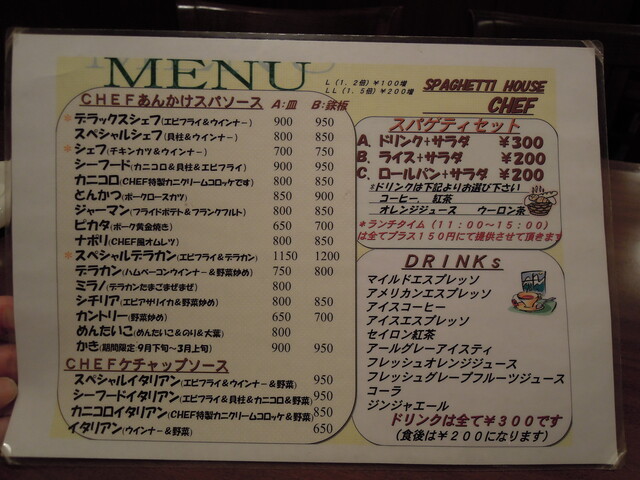 MENU
L(1.2倍)¥100増
LL(1.5倍)¥200増
SPAGHETTI HOUSE
CHEF
CHEFあんかけスパソース A:皿 B:鉄板
*デラックスシェフ(エビフライ&ウインナー) 900 950
スペシャルシェフ(貝柱&ウインナー) 800 850
*シェフ(チキンカツ&ウインナー) 700 750
シーフード(カニコロ&貝柱&エビフライ) 900 950
カニコロ(CHEF特製カニクリームコロッケです) 800 850
とんかつ(ポークロースカツ) 850 900
ジャーマン(フライドポテト&フランクフルト) 800 850
ピカタ(ポーク黄金焼き) 650 700
ナポリ(CHEF風オムレツ) 800 850
*スペシャルデラカン(エビフライ&デラカン) 1150 1200
デラカン(ハムベーコンウインナー&野菜炒め) 750 800
ミラノ(デラカンたまごまぜまぜ) 800
シチリア(エビアサリイカ&野菜炒め) 800 850
カントリー(野菜炒め) 650 700
めんたいこ(めんたいこ&のり&大葉) 800
かき(期間限定:9月下旬~3月上旬) 900 950
CHEFケチャップソース
スペシャルイタリアン(エビフライ&ウインナー&野菜) 950
シーフードイタリアン(エビフライ&貝柱&カニコロ&野菜) 950
カニコロイタリアン(CHEF特製カニクリームコロッケ&野菜) 850
イタリアン(ウインナー&野菜) 650
スパゲティセット
A. ドリンク+サラダ ¥300
B. ライス+サラダ ¥200
C. ロールパン+サラダ ¥200
*ドリンクは下記よりお選び下さい
コーヒー 紅茶
オレンジジュース ウーロン茶
*ランチタイム(11:00~15:00)
は全てプラス150円にて提供させて頂きます
DRINKs
マイルドエスプレッソ
アメリカンエスプレッソ
アイスコーヒー
アイスエスプレッソ
セイロン紅茶
アールグレーアイスティ
フレッシュオレンジジュース
フレッシュグレープフルーツジュース
コーラ
ジンジャエール
ドリンクは全て¥300です
(食後は¥200になります)